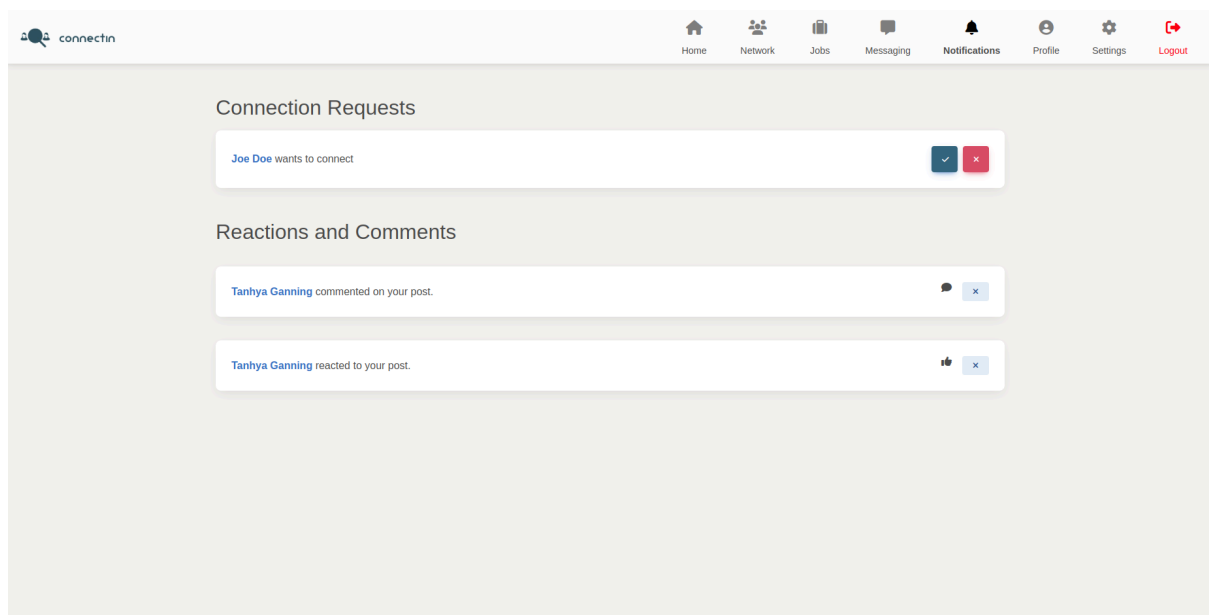 connectin
Home Network Jobs Messaging Notifications Profile Settings Logout
Connection Requests
Joe Doe wants to connect
Reactions and Comments
Tanhya Ganning commented on your post.
Tanhya Ganning reacted to your post.